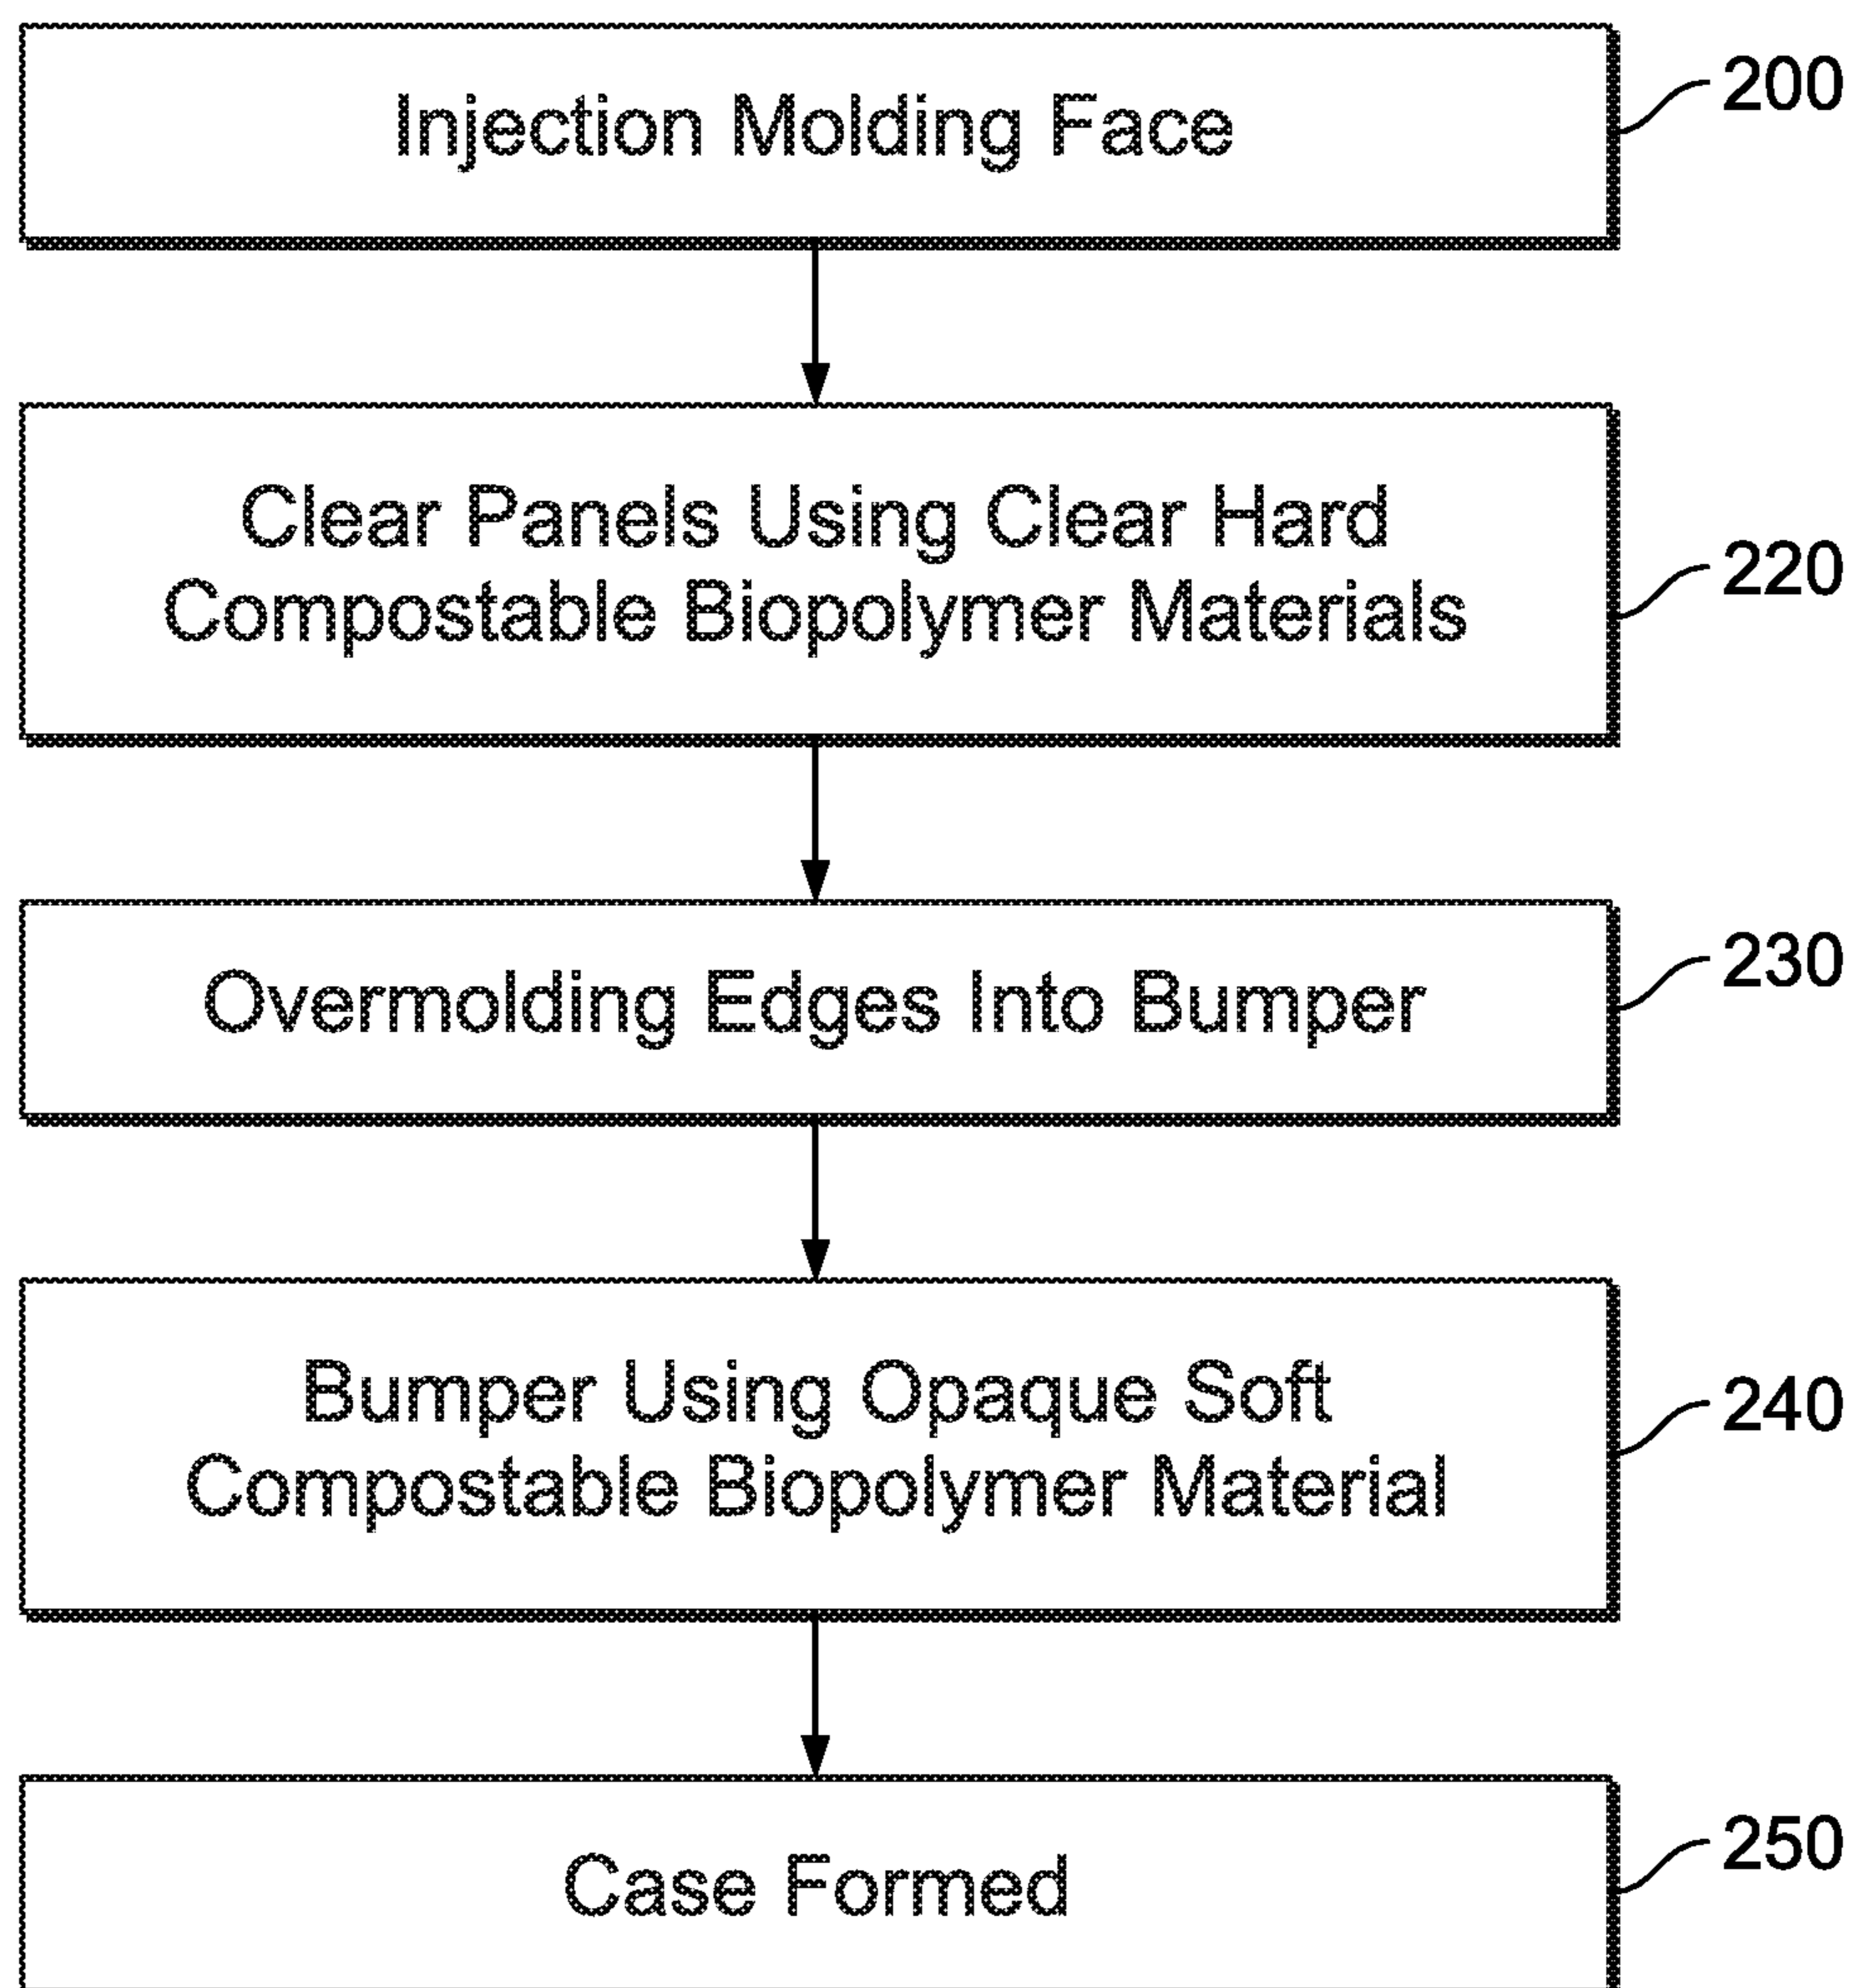 Injection Molding Face
200
Clear Panels Using Clear Hard
Compostable Biopolymer Materials
220
Overmolding Edges Into Bumper
230
Bumper Using Opaque Soft
Compostable Biopolymer Material
240
Case Formed
250